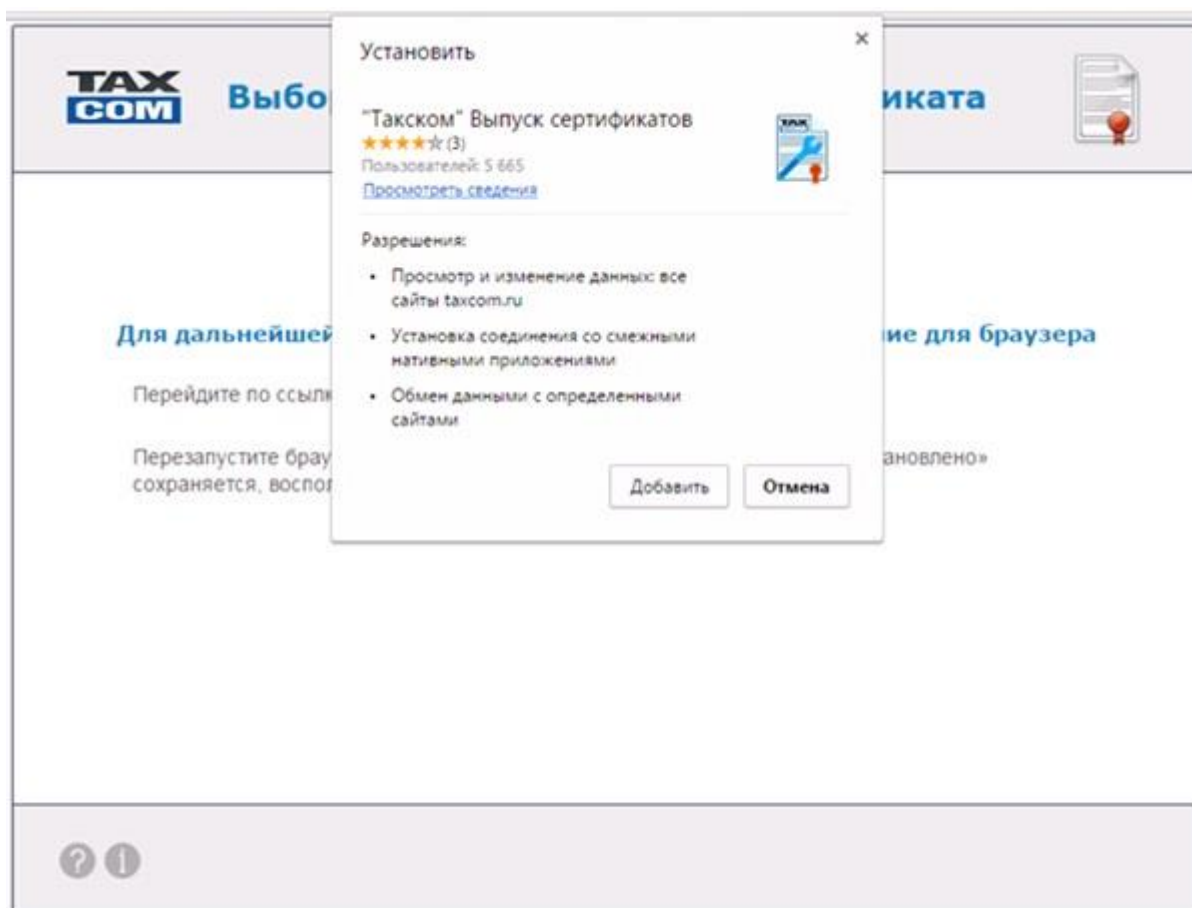 Установить
×
TAX
COM
Выбо
иката
"Такском" Выпуск сертификатов
(3)
Пользователей: 5 665
Просмотреть сведения
TAX
Разрешения:
• Просмотр и изменение данных: все
сайты taxcom.ru
Для дальнейшей
ие для браузера
• Установка соединения со смежными
нативными приложениями
Перейдите по ссылк
• Обмен данными с определенными
сайтами
Перезапустите брау
ановлено»
сохраняется, воспол
Добавить
Отмена
?
i